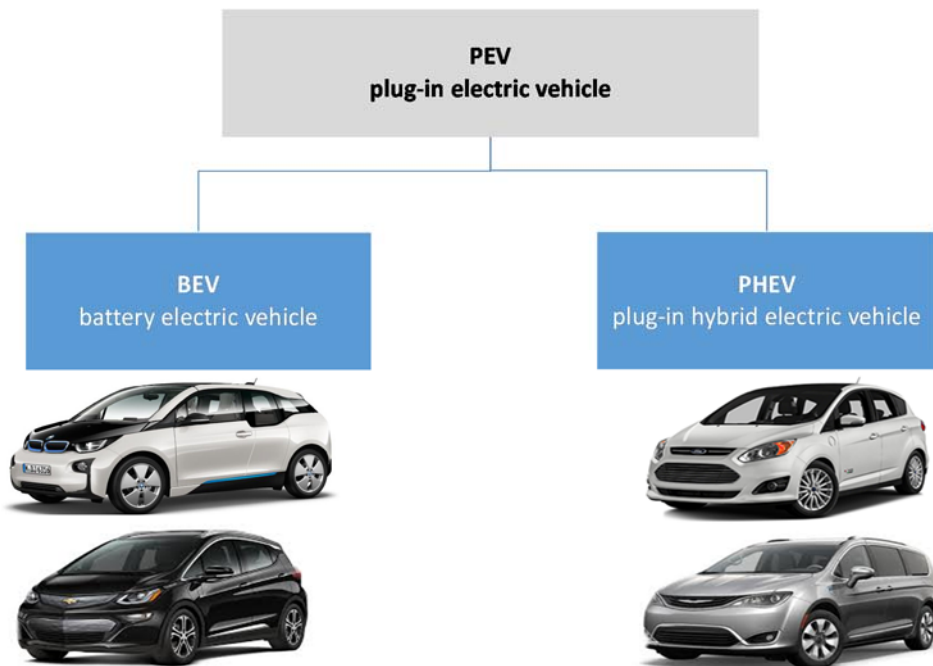 PEV
plug-in electric vehicle
BEV
battery electric vehicle
PHEV
plug-in hybrid electric vehicle